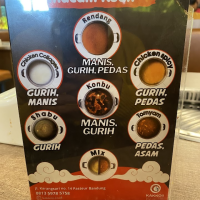 Rendang
MANIS,
GURIH, PEDAS
Chicken Collagen
GURIH,
MANIS
Chicken Spicy
GURIH,
PEDAS
Konbu
MANIS,
GURIH
Shabu
GURIH
Tomyam
PEDAS,
ASAM
Mix